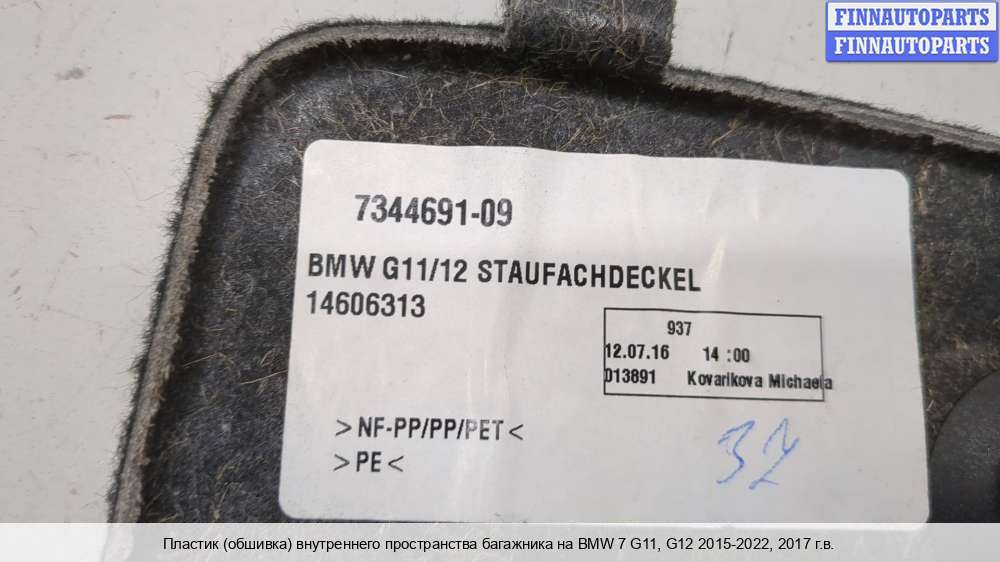 FINNAUTOPARTS
FINNAUTOPARTS
7344691-09
BMW G11/12 STAUFACHDECKEL
14606313
937
12.07.16 14 :00
013891 Kovarikova Michaela
>NF-PP/PP/PET<
>PE<
Пластик (обшивка) внутреннего пространства багажника на BMW 7 G11, G12 2015-2022, 2017 г.в.